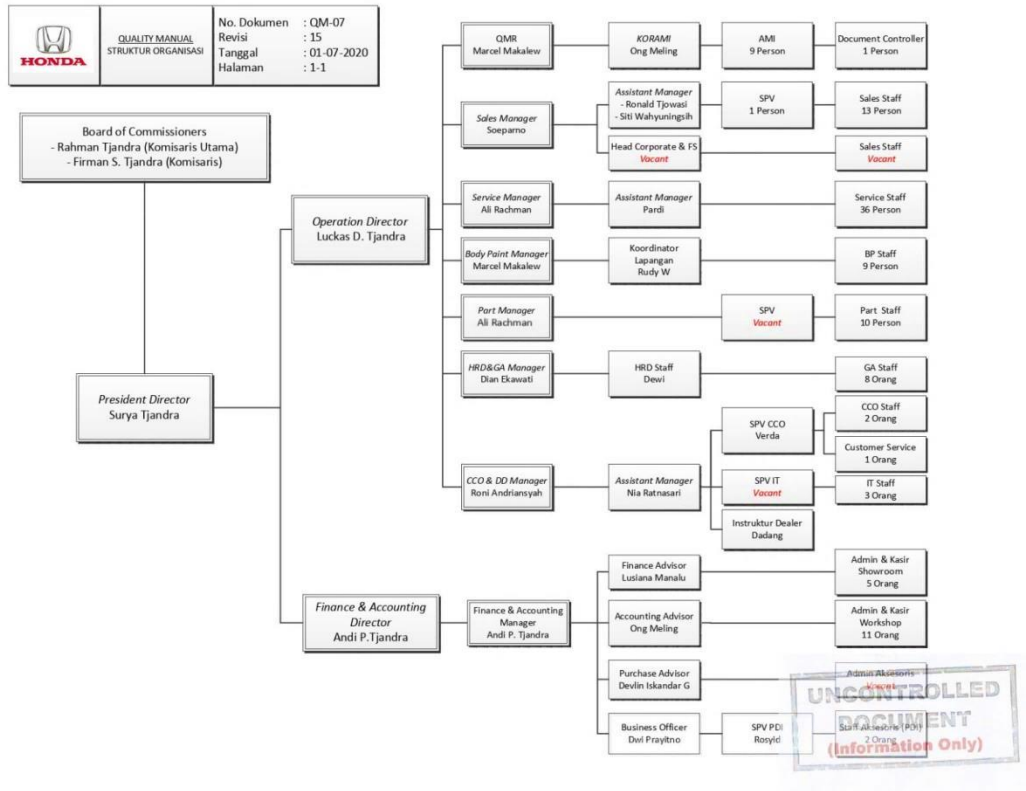 HONDA
QUALITY MANUAL
STRUKTUR ORGANISASI
No. Dokumen : QM-07
Revisi : 15
Tanggal : 01-07-2020
Halaman : 1-1
Board of Commissioners
- Rahman Tjandra (Komisaris Utama)
- Firman S. Tjandra (Komisaris)
President Director
Surya Tjandra
Operation Director
Luckas D. Tjandra
QMR
Marcel Makalew
KORAMI
Ong Meling
AMI
9 Person
Document Controller
1 Person
Sales Manager
Soeparno
Assistant Manager
- Ronald Tjowasi
- Siti Wahyuningsih
SPV
1 Person
Sales Staff
13 Person
Head Corporate & FS
Vacant
Sales Staff
Vacant
Service Manager
Ali Rachman
Assistant Manager
Pardi
Service Staff
36 Person
Body Paint Manager
Marcel Makalew
Koordinator
Lapangan
Rudy W
BP Staff
9 Person
Part Manager
Ali Rachman
SPV
Vacant
Part Staff
10 Person
HRD&GA Manager
Dian Ekawati
HRD Staff
Dewi
GA Staff
8 Orang
CCO & DD Manager
Roni Andriansyah
Assistant Manager
Nia Ratnasari
SPV CCO
Verda
CCO Staff
2 Orang
Customer Service
1 Orang
SPV IT
Vacant
IT Staff
3 Orang
Instruktur Dealer
Dadang
Finance & Accounting
Director
Andi P.Tjandra
Finance & Accounting
Manager
Andi P. Tjandra
Finance Advisor
Lusiana Manalu
Admin & Kasir
Showroom
5 Orang
Accounting Advisor
Ong Meling
Admin & Kasir
Workshop
11 Orang
Purchase Advisor
Devlin Iskandar G
Admin Aksesoris
Vacant
Business Officer
Dwi Prayitno
SPV PDI
Rosyid
Staff Aksesoris (PDI)
2 Orang
UNCONTROLLED
DOCUMENT
(Information Only)